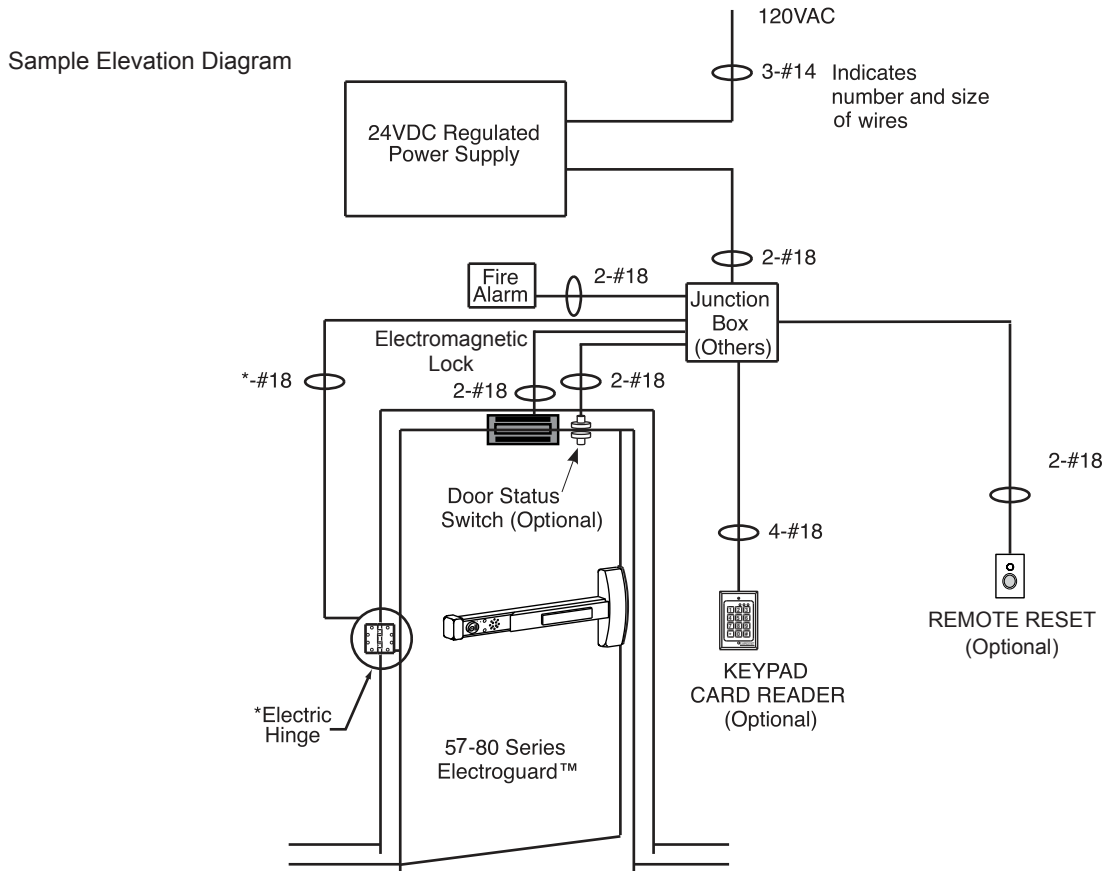 120VAC
Sample Elevation Diagram
3-#14 Indicates
number and size
of wires
24VDC Regulated
Power Supply
2-#18
Fire
Alarm
2-#18
Junction
Box
(Others)
Electromagnetic
Lock
*-#18
2-#18
2-#18
2-#18
Door Status
Switch (Optional)
4-#18
REMOTE RESET
(Optional)
KEYPAD
CARD READER
(Optional)
*Electric
Hinge
57-80 Series
Electroguard™